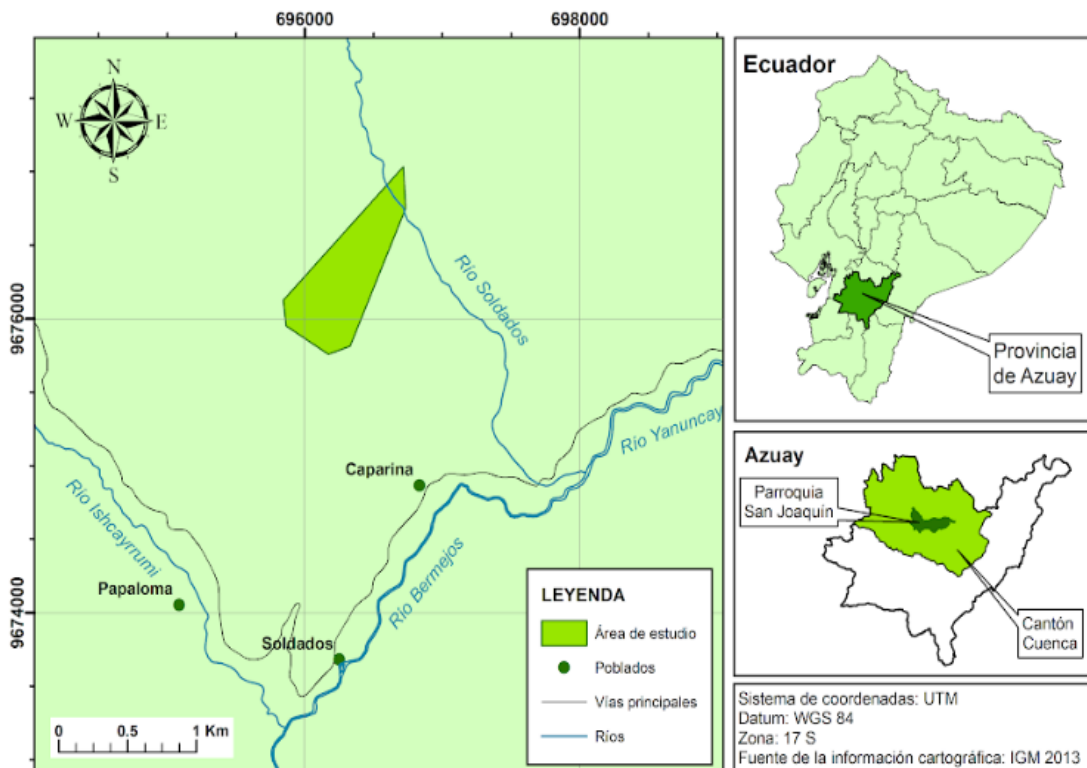 696000
698000
9676000
9674000
N
W
E
S
Río Soldados
Río Yanuncay
Caparina
Río Ishcayrrumi
Río Bermejos
Papaloma
Soldados
0 0.5 1 Km
LEYENDA
Área de estudio
Poblados
Vías principales
Ríos
Ecuador
Provincia
de Azuay
Azuay
Parroquia
San Joaquín
Cantón
Cuenca
Sistema de coordenadas: UTM
Datum: WGS 84
Zona: 17 S
Fuente de la información cartográfica: IGM 2013